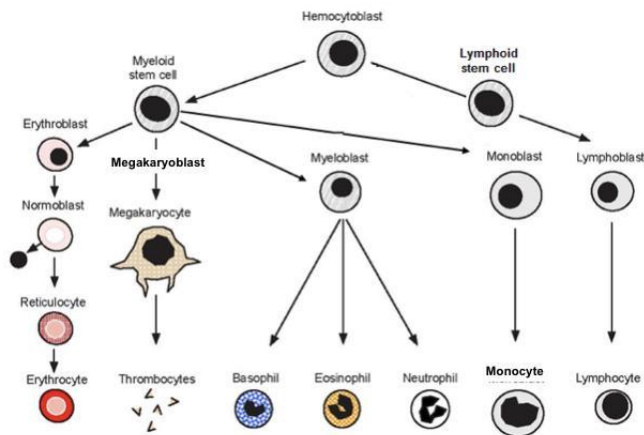 Hemocytoblast
Myeloid
stem cell
Lymphoid
stem cell
Erythroblast
Megakaryoblast
Myeloblast
Monoblast
Lymphoblast
Normoblast
Megakaryocyte
Reticulocyte
Erythrocyte
Thrombocytes
Basophil
Eosinophil
Neutrophil
Monocyte
Lymphocyte